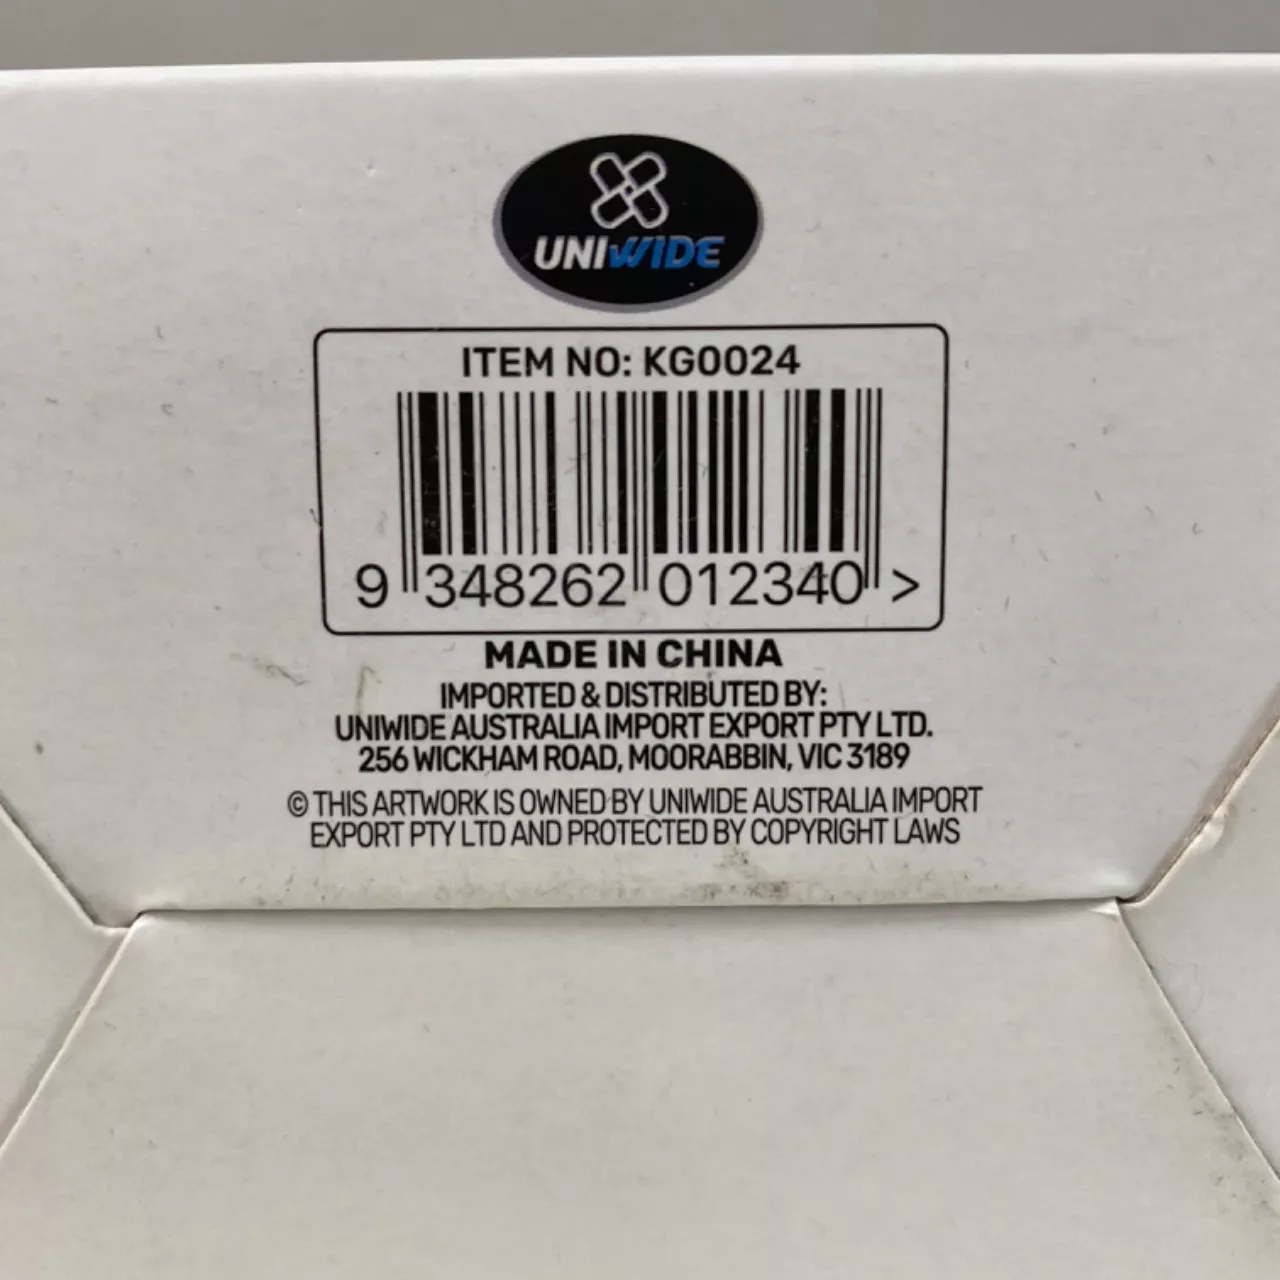 UNIWIDE
ITEM NO: KG0024
9 348262 012340 >
MADE IN CHINA
IMPORTED & DISTRIBUTED BY:
UNIWIDE AUSTRALIA IMPORT EXPORT PTY LTD.
256 WICKHAM ROAD, MOORABBIN, VIC 3189
© THIS ARTWORK IS OWNED BY UNIWIDE AUSTRALIA IMPORT
EXPORT PTY LTD AND PROTECTED BY COPYRIGHT LAWS